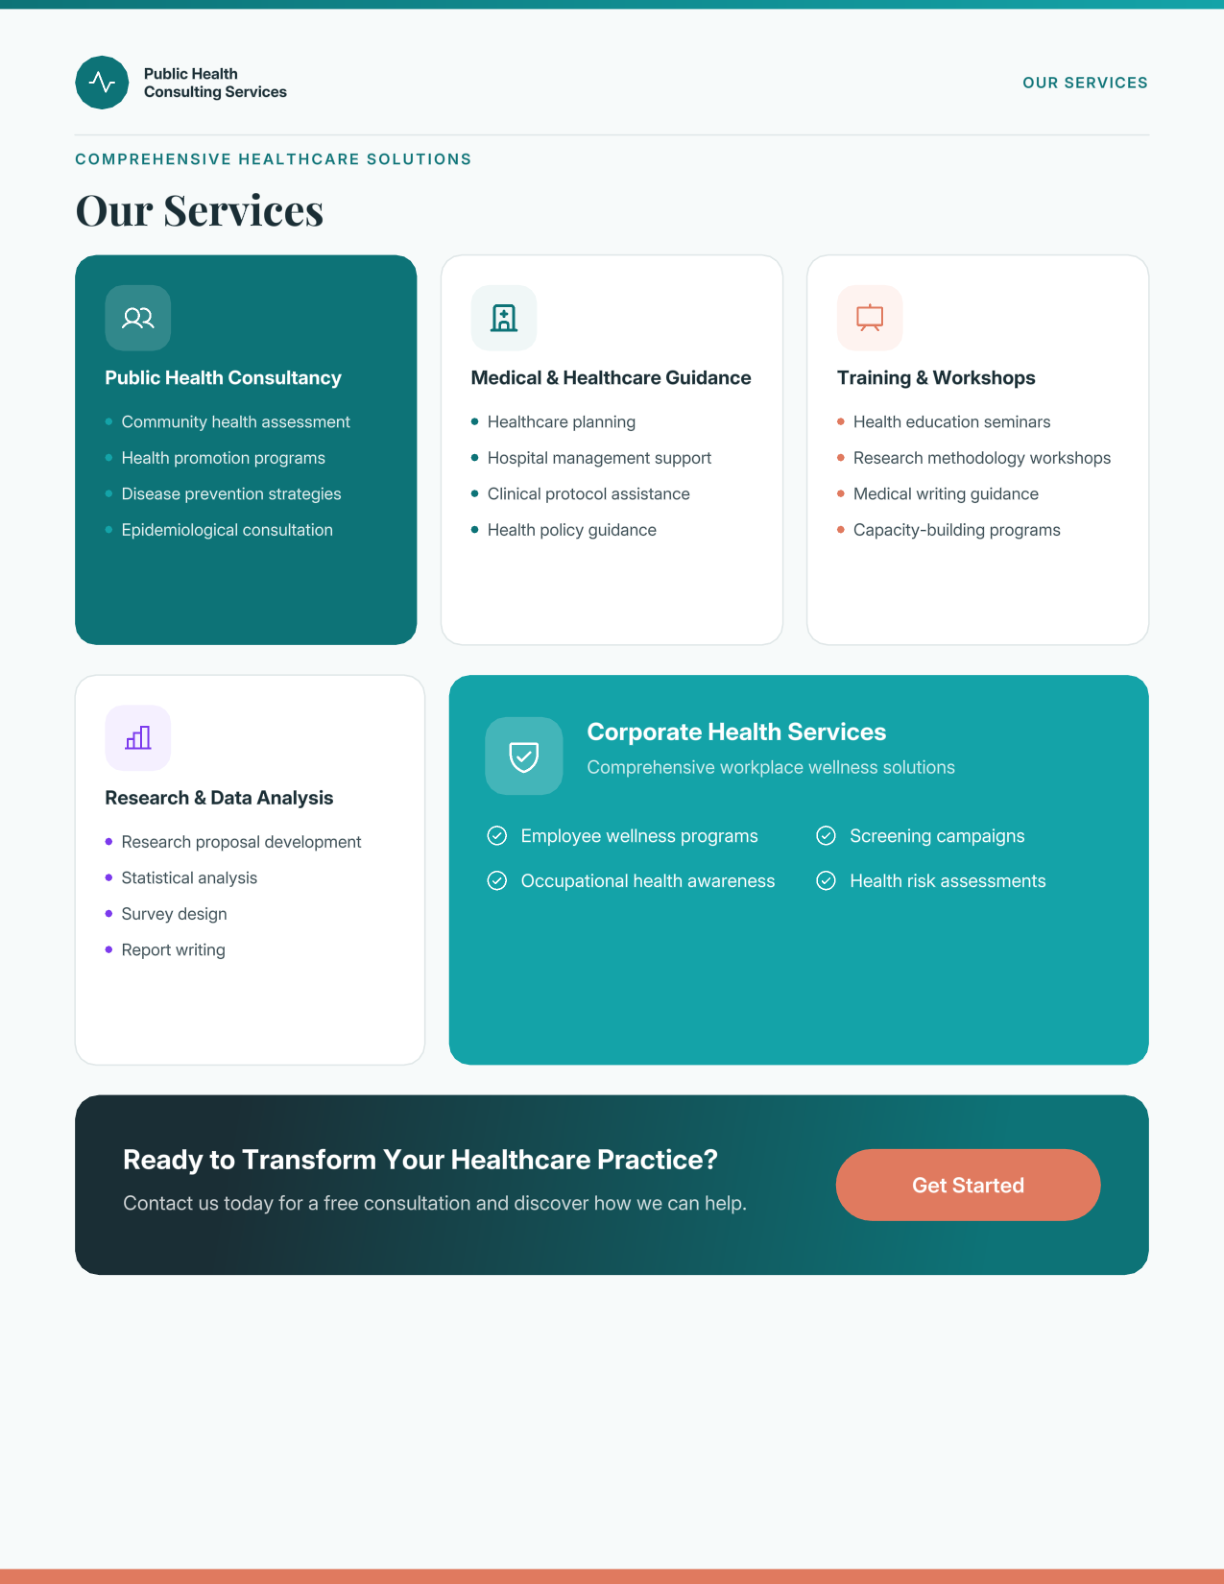 Public Health
Consulting Services
OUR SERVICES
COMPREHENSIVE HEALTHCARE SOLUTIONS
Our Services
Public Health Consultancy
Community health assessment
Health promotion programs
Disease prevention strategies
Epidemiological consultation
Medical & Healthcare Guidance
Healthcare planning
Hospital management support
Clinical protocol assistance
Health policy guidance
Training & Workshops
Health education seminars
Research methodology workshops
Medical writing guidance
Capacity-building programs
Research & Data Analysis
Research proposal development
Statistical analysis
Survey design
Report writing
Corporate Health Services
Comprehensive workplace wellness solutions
Employee wellness programs
Screening campaigns
Occupational health awareness
Health risk assessments
Ready to Transform Your Healthcare Practice?
Contact us today for a free consultation and discover how we can help.
Get Started